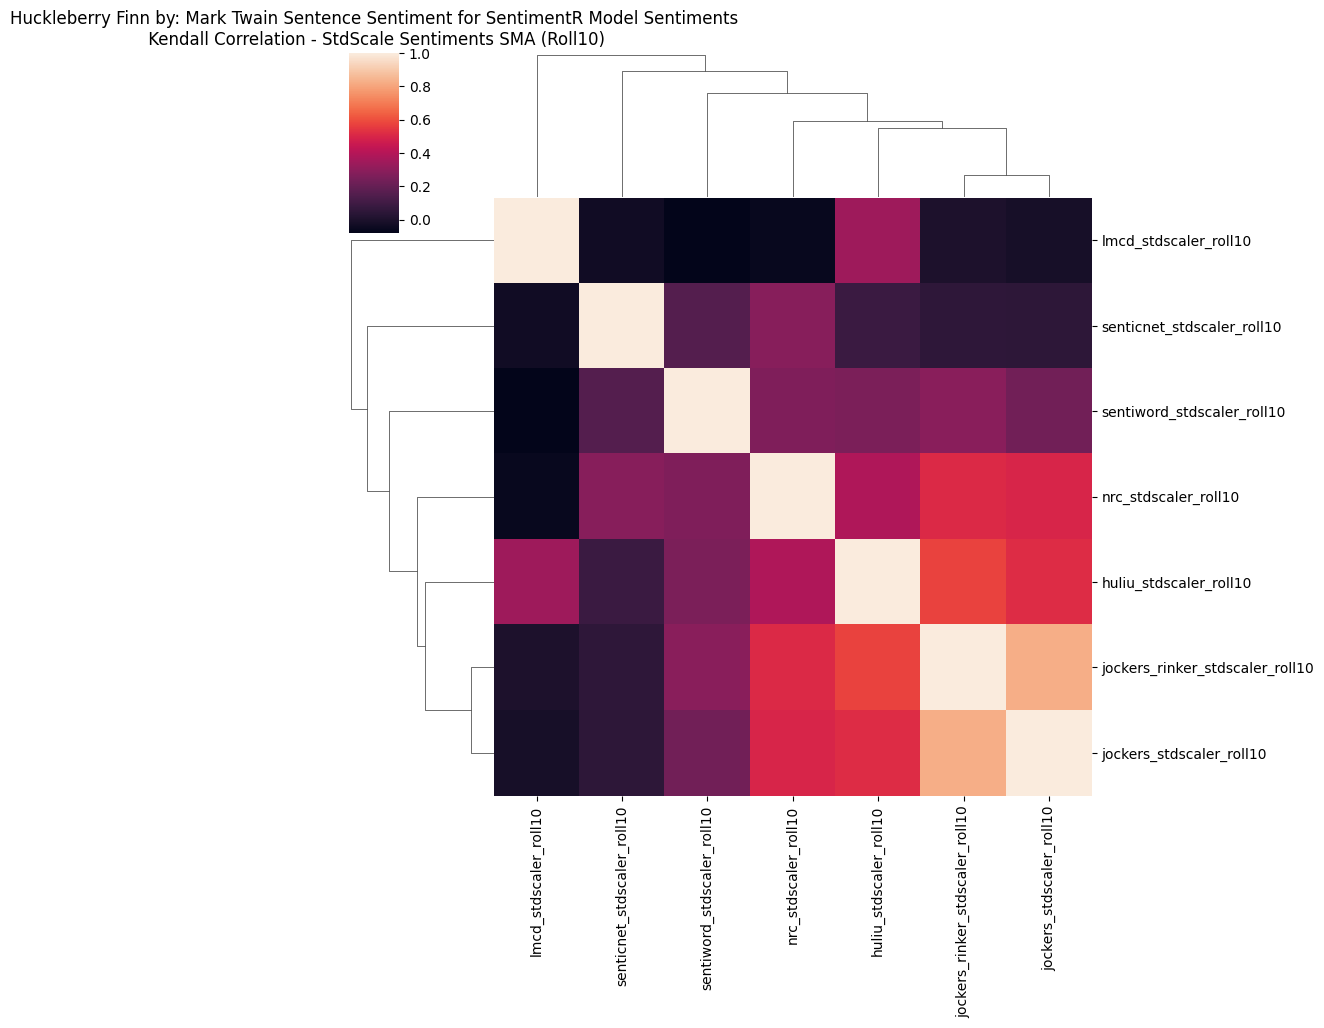 Huckleberry Finn by: Mark Twain Sentence Sentiment for SentimentR Model Sentiments
Kendall Correlation - StdScale Sentiments SMA (Roll10)
1.0
0.8
0.6
0.4
0.2
0.0
lmcd_stdscaler_roll10
senticnet_stdscaler_roll10
sentiword_stdscaler_roll10
nrc_stdscaler_roll10
huliu_stdscaler_roll10
jockers_rinker_stdscaler_roll10
jockers_stdscaler_roll10
lmcd_stdscaler_roll10
senticnet_stdscaler_roll10
sentiword_stdscaler_roll10
nrc_stdscaler_roll10
huliu_stdscaler_roll10
jockers_rinker_stdscaler_roll10
jockers_stdscaler_roll10